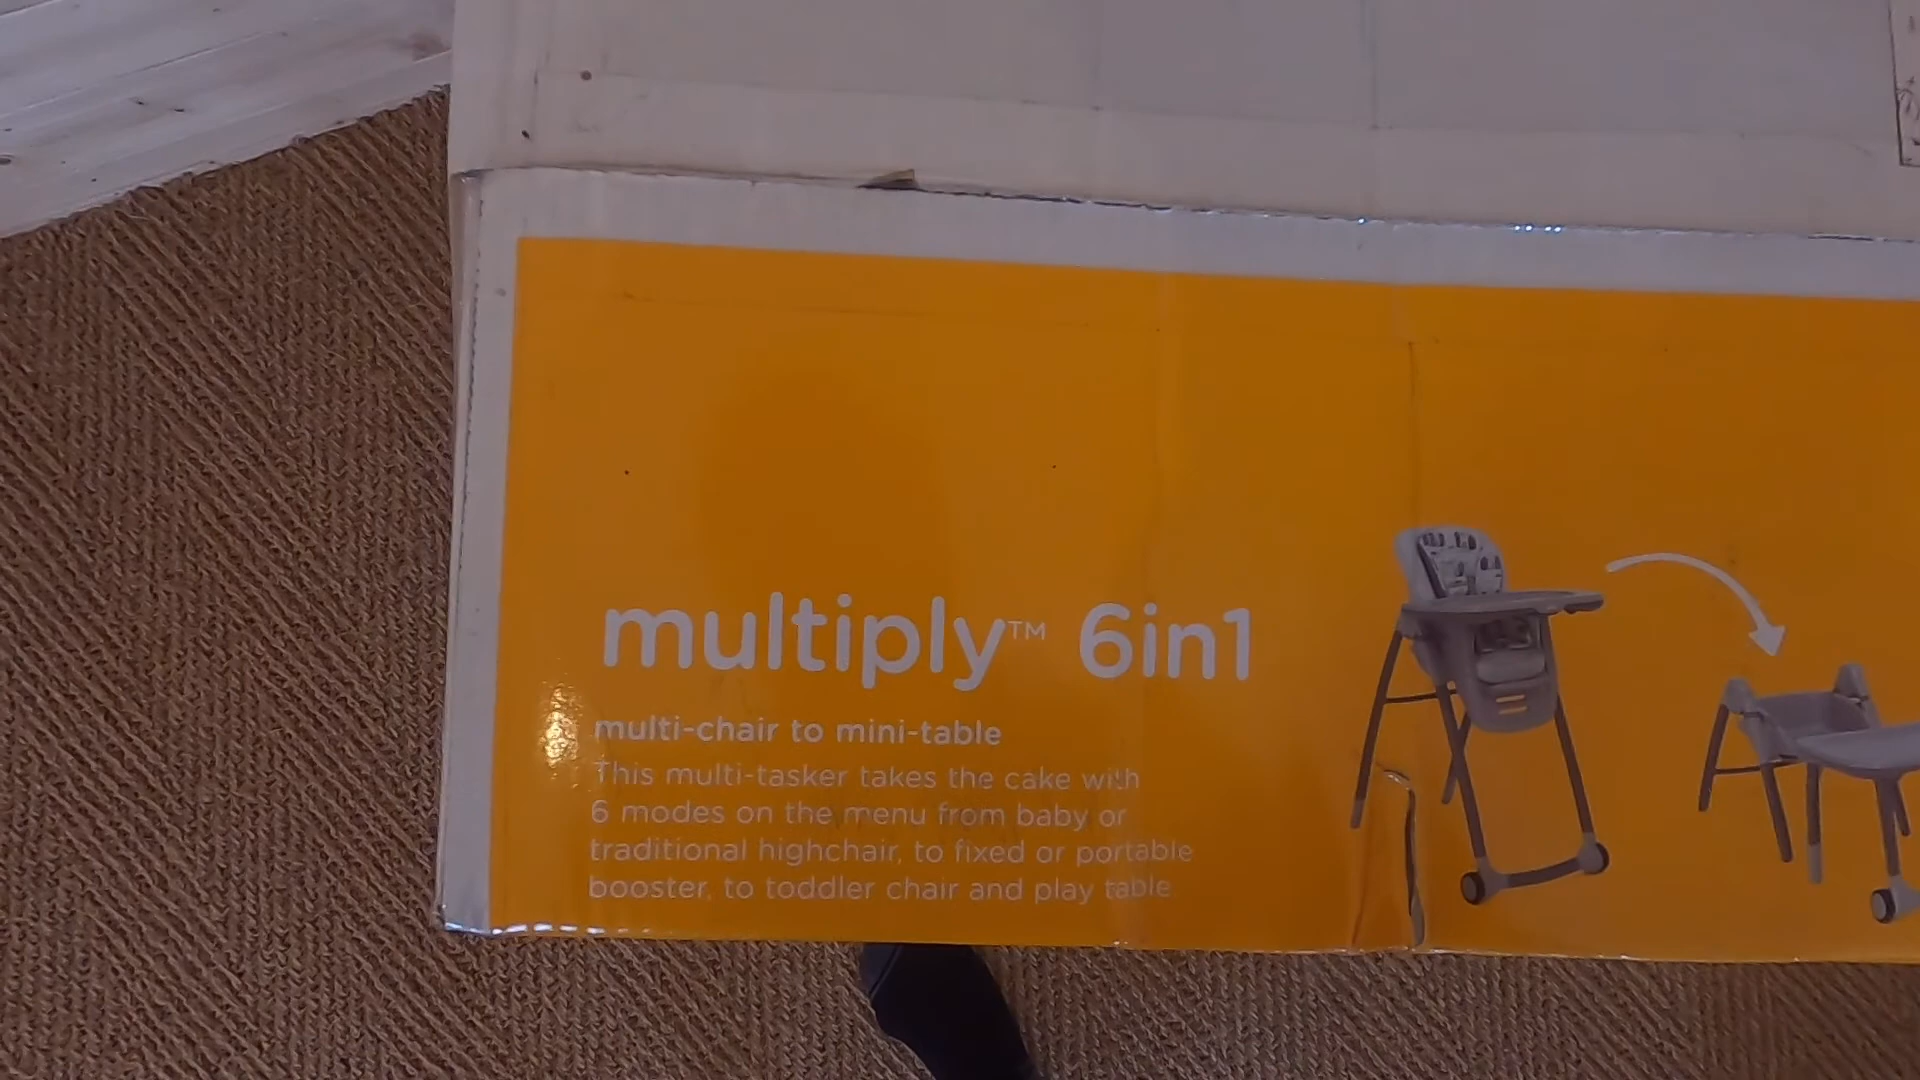 multiply™ 6in1
multi-chair to mini-table
This multi-tasker takes the cake with
6 modes on the menu from baby or
traditional highchair, to fixed or portable
booster, to toddler chair and play table.